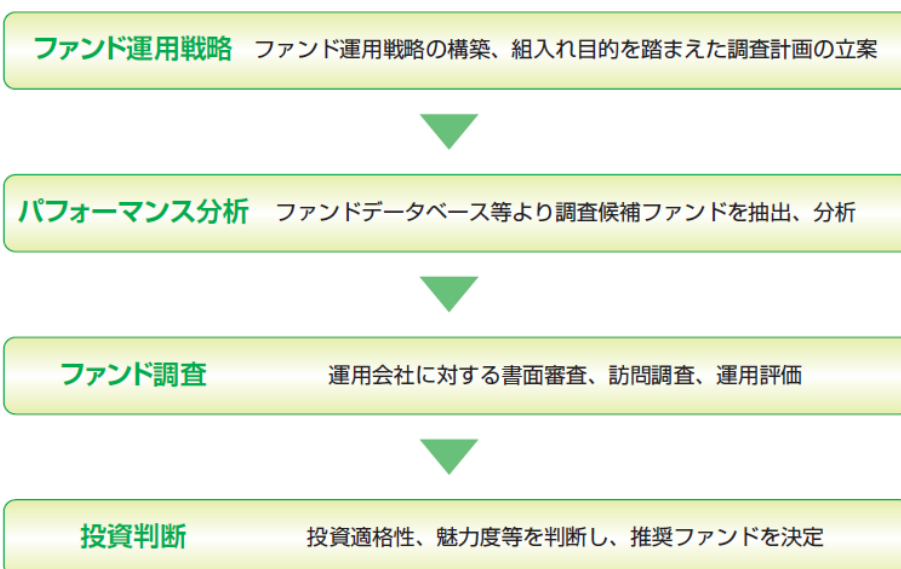 ファンド運用戦略 ファンド運用戦略の構築、組入れ目的を踏まえた調査計画の立案
パフォーマンス分析 ファンドデータベース等より調査候補ファンドを抽出、分析
ファンド調査 運用会社に対する書面審査、訪問調査、運用評価
投資判断 投資適格性、魅力度等を判断し、推奨ファンドを決定